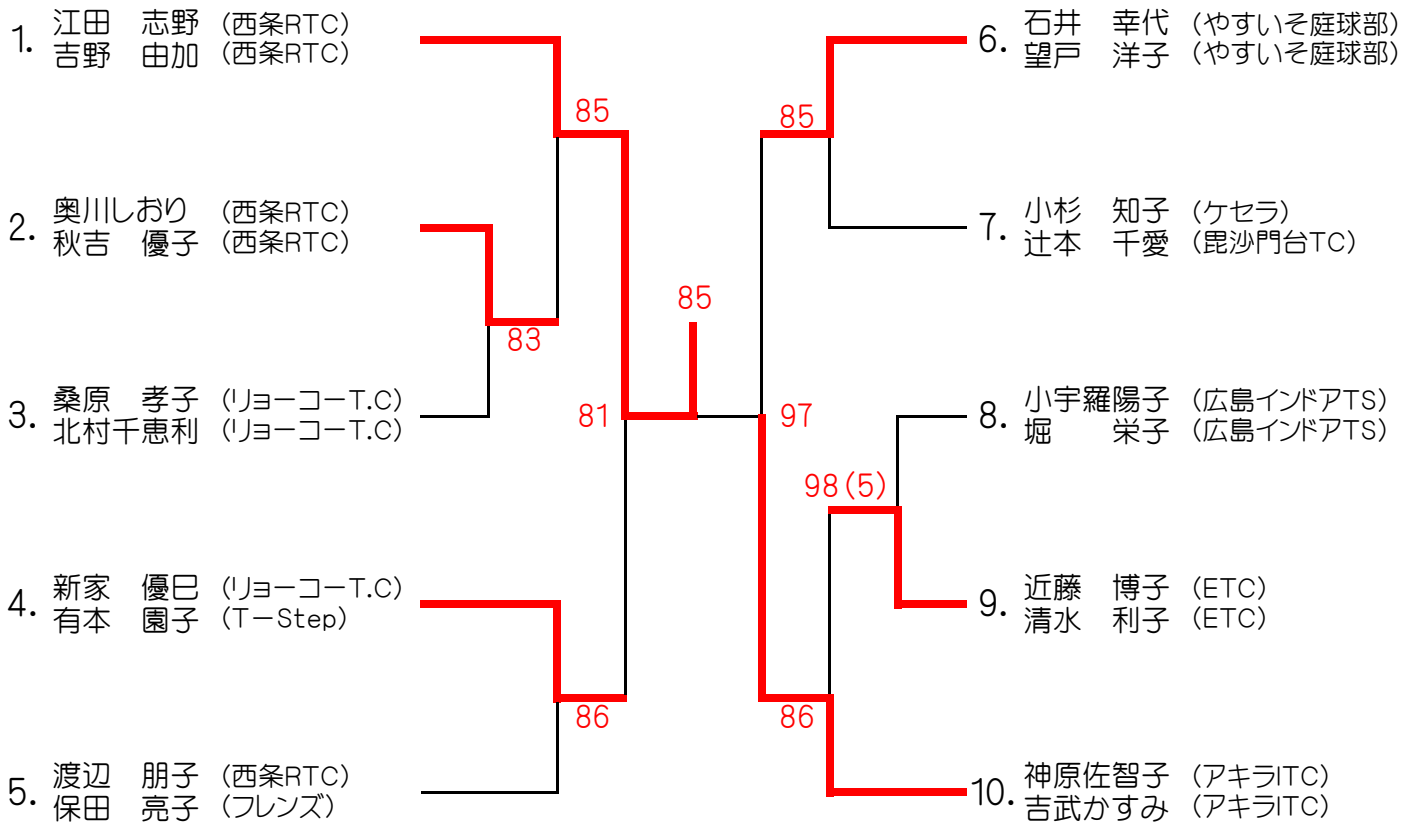 1. 江田　志野 (西条RTC)
吉野　由加 (西条RTC)
85
2. 奥川しおり (西条RTC)
秋吉　優子 (西条RTC)
83
3. 桑原　孝子 (リョーコーT.C)
北村千恵利 (リョーコーT.C)
81
4. 新家　優巳 (リョーコーT.C)
有本　園子 (T－Step)
86
5. 渡辺　朋子 (西条RTC)
保田　亮子 (フレンズ)
85
6. 石井　幸代 (やすいそ庭球部)
望戸　洋子 (やすいそ庭球部)
85
7. 小杉　知子 (ケセラ)
辻本　千愛 (毘沙門台TC)
97
8. 小宇羅陽子 (広島インドアTS)
堀　　栄子 (広島インドアTS)
98(5)
9. 近藤　博子 (ETC)
清水　利子 (ETC)
86
10. 神原佐智子 (アキラITC)
吉武かすみ (アキラITC)